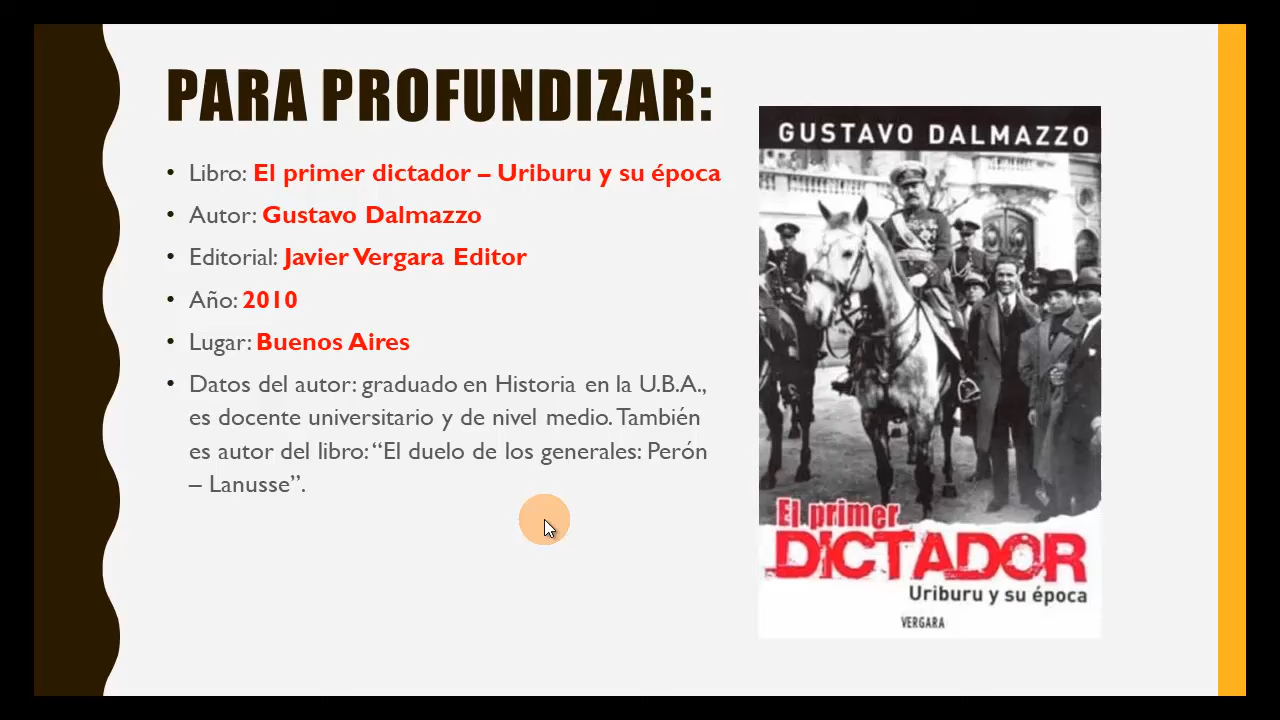 PARA PROFUNDIZAR:
• Libro: El primer dictador – Uriburu y su época
• Autor: Gustavo Dalmazzo
• Editorial: Javier Vergara Editor
• Año: 2010
• Lugar: Buenos Aires
• Datos del autor: graduado en Historia en la U.B.A.,
es docente universitario y de nivel medio. También
es autor del libro: “El duelo de los generales: Perón
– Lanusse”.
GUSTAVO DALMAZZO
El primer
DICTADOR
Uriburu y su época
VERGARA